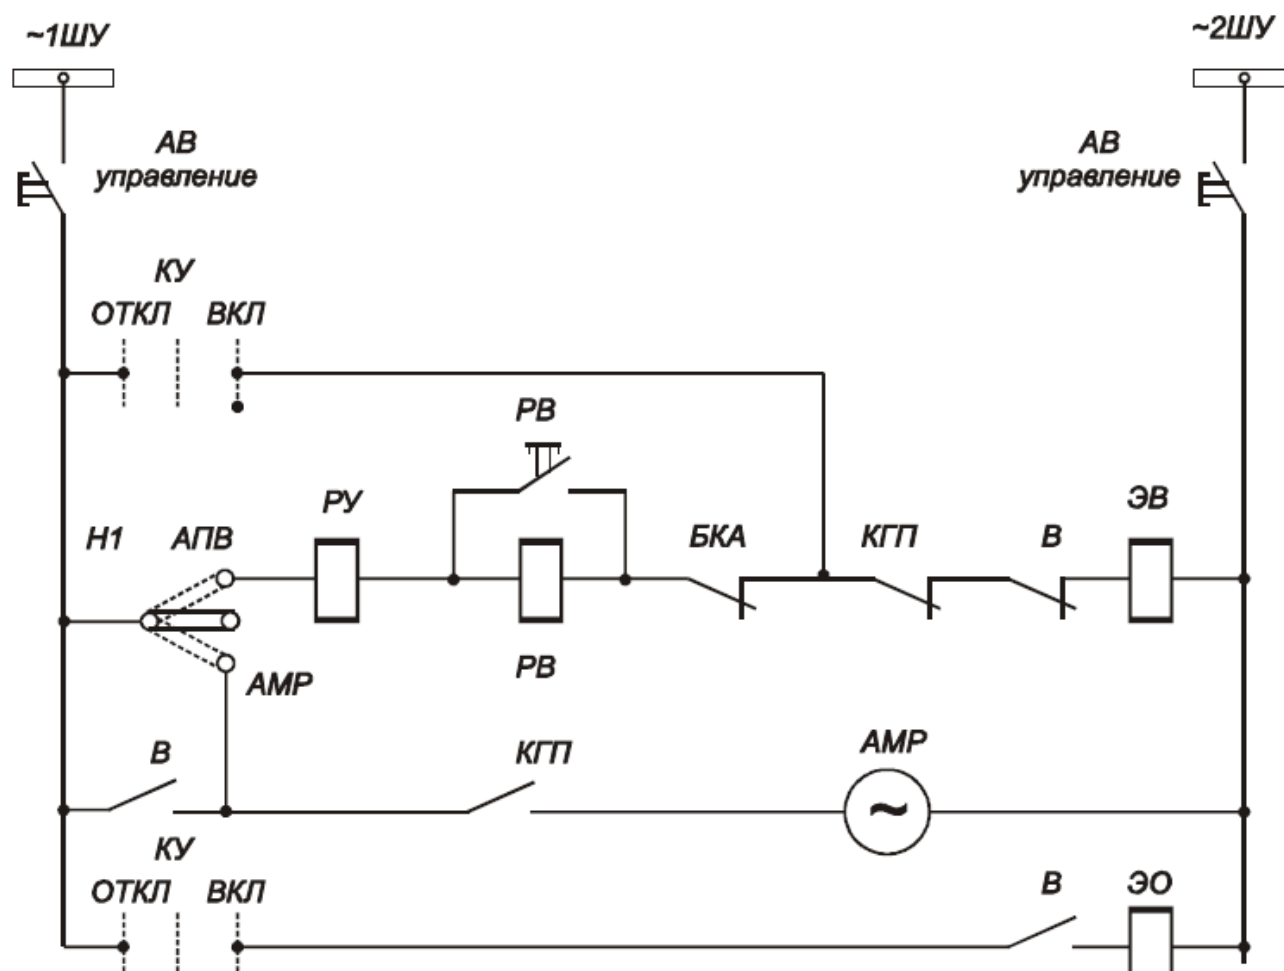 ~1ШУ
~2ШУ
АВ
управление
АВ
управление
КУ
ОТКЛ ВКЛ
РВ
РУ
ЭВ
Н1 АПВ
БКА КГП В
РВ
АМР
В КГП АМР
КУ
ОТКЛ ВКЛ
В ЭО